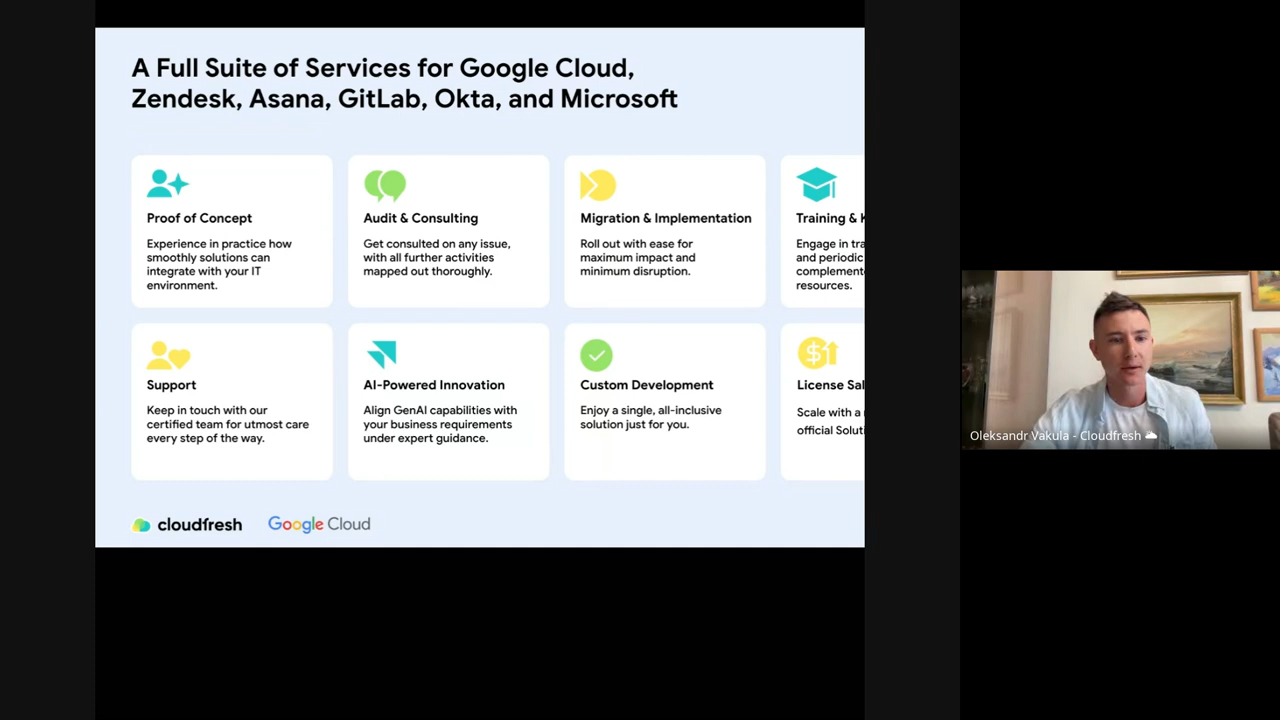 A Full Suite of Services for Google Cloud,
Zendesk, Asana, GitLab, Okta, and Microsoft
Proof of Concept
Experience in practice how
smoothly solutions can
integrate with your IT
environment.
Audit & Consulting
Get consulted on any issue,
with all further activities
mapped out thoroughly.
Migration & Implementation
Roll out with ease for
maximum impact and
minimum disruption.
Training &
Engage in
and periodic
resources.
Support
Keep in touch with our
certified team for utmost care
every step of the way.
AI-Powered Innovation
Align GenAI capabilities with
your business requirements
under expert guidance.
Custom Development
Enjoy a single, all-inclusive
solution just for you.
License
Scale with a
official
cloudfresh
Google Cloud
Oleksandr Vakula - Cloudfresh